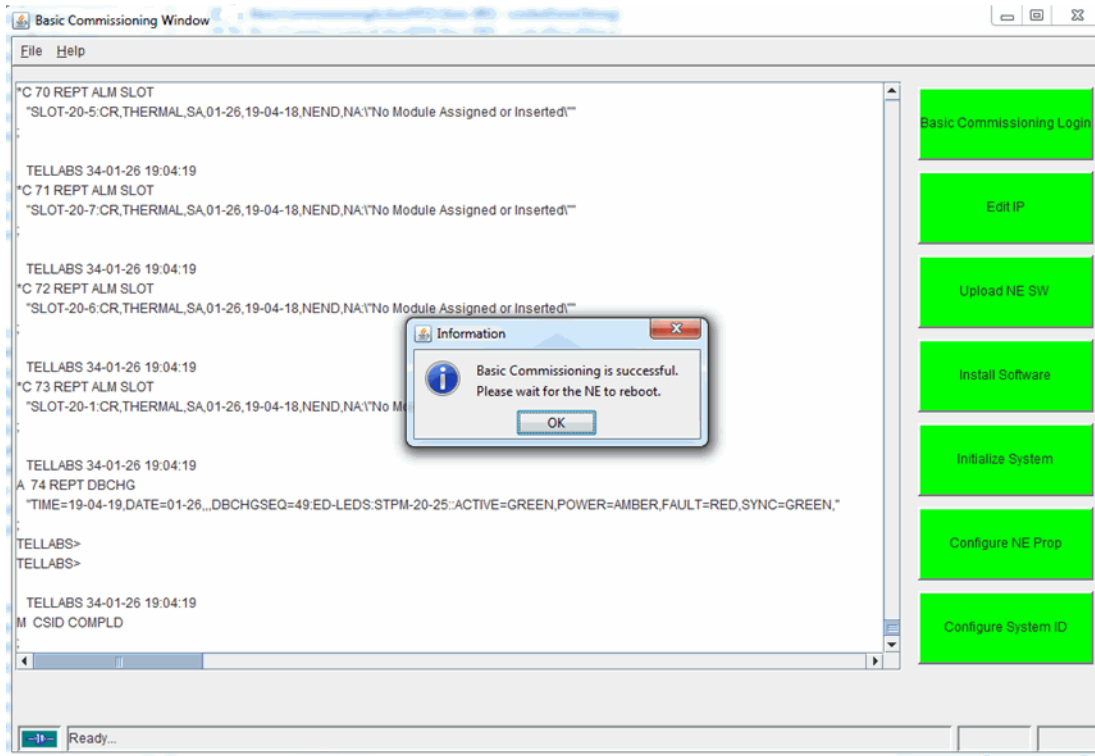 Basic Commissioning Window
File Help
*C 70 REPT ALM SLOT
"SLOT-20-5:CR,THERMAL,SA,01-26,19-04-18,NEND,NA:\"No Module Assigned or Inserted\""
;
TELLABS 34-01-26 19:04:19
*C 71 REPT ALM SLOT
"SLOT-20-7:CR,THERMAL,SA,01-26,19-04-18,NEND,NA:\"No Module Assigned or Inserted\""
;
TELLABS 34-01-26 19:04:19
*C 72 REPT ALM SLOT
"SLOT-20-6:CR,THERMAL,SA,01-26,19-04-18,NEND,NA:\"No Module Assigned or Inserted\""
;
TELLABS 34-01-26 19:04:19
*C 73 REPT ALM SLOT
"SLOT-20-1:CR,THERMAL,SA,01-26,19-04-18,NEND,NA:\"No
;
TELLABS 34-01-26 19:04:19
A 74 REPT DBCHG
"TIME=19-04-19,DATE=01-26,,,DBCHGSEQ=49:ED-LEDS:STPM-20-25::ACTIVE=GREEN,POWER=AMBER,FAULT=RED,SYNC=GREEN,"
;
TELLABS>
TELLABS>
TELLABS 34-01-26 19:04:19
M CSID COMPLD
;
Information
Basic Commissioning is successful.
Please wait for the NE to reboot.
OK
Basic Commissioning Login
Edit IP
Upload NE SW
Install Software
Initialize System
Configure NE Prop
Configure System ID
Ready...